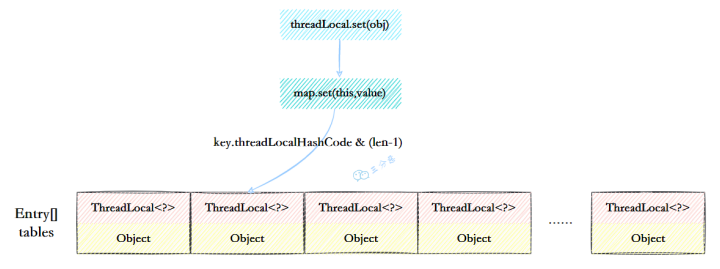 threadLocal.set(obj)
map.set(this,value)
key.threadLocalHashCode & (len-1)
Entry[]
tables
ThreadLocal<?> ThreadLocal<?> ThreadLocal<?> ThreadLocal<?> ...... ThreadLocal<?>
Object Object Object Object Object